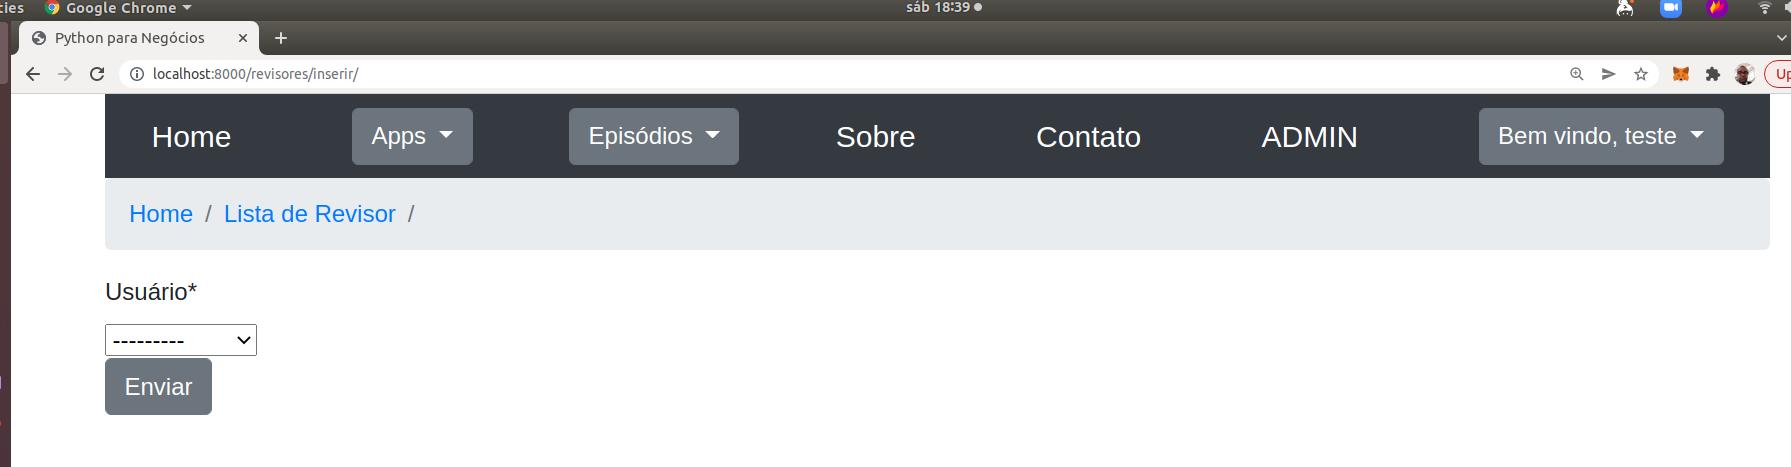 ties Google Chrome sáb 18:39
Python para Negócios
localhost:8000/revisores/inserir/
Up
Home Apps Episódios Sobre Contato ADMIN Bem vindo, teste
Home / Lista de Revisor /
Usuário*
---------
Enviar